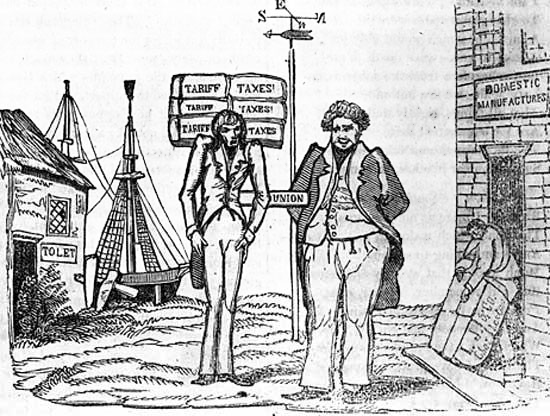 E
S N
TARIFF TAXES!
TARIFF TAXES!
TARIFF TAXES
UNION
TO LET
DOMESTIC
MANUFACTURES